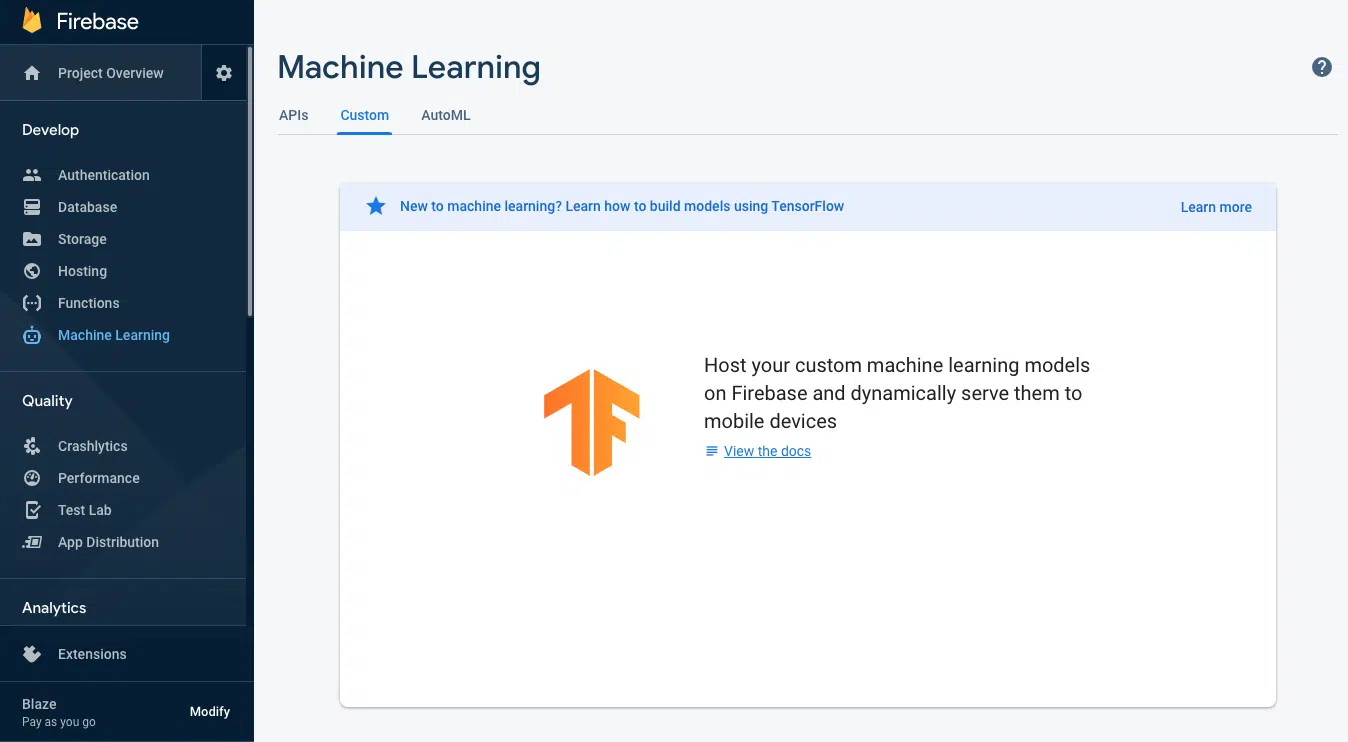 Firebase
Project Overview
Develop
Authentication
Database
Storage
Hosting
Functions
Machine Learning
Quality
Crashlytics
Performance
Test Lab
App Distribution
Analytics
Extensions
Blaze
Pay as you go
Modify
Machine Learning
?
APIs Custom AutoML
New to machine learning? Learn how to build models using TensorFlow Learn more
Host your custom machine learning models
on Firebase and dynamically serve them to
mobile devices
View the docs